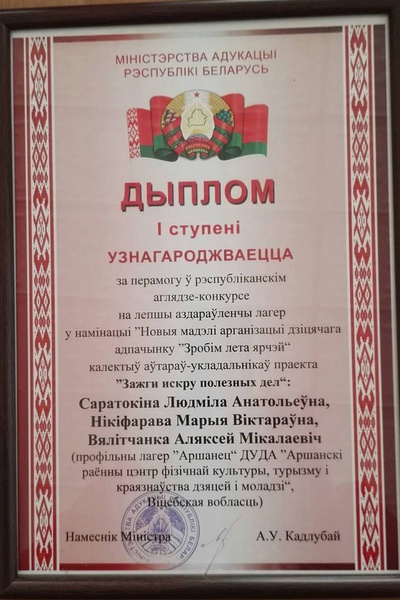 МІНІСТЭРСТВА АДУКАЦЫІ
РЭСПУБЛІКІ БЕЛАРУСЬ
ДЫПЛОМ
І ступені
УЗНАГАРОДЖВАЕЦЦА
за перамогу ў рэспубліканскім
аглядзе-конкурсе
на лепшы аздараўленчы лагер
у намінацыі "Новыя мадэлі арганізацыі дзіцячага
адпачынку "Зробім лета ярчэй"
калектыў аўтараў-укладальнікаў праекта
"Зажги искру полезных дел":
Саратокіна Людміла Анатольеўна,
Нікіфарава Марыя Віктараўна,
Вялітчанка Аляксей Мікалаевіч
(профільны лагер "Аршанец" ДУДА "Аршанскі
раённы цэнтр фізічнай культуры, турызму і
краязнаўства дзяцей і моладзі",
Віцебская вобласць)
Намеснік Міністра А.У. Кадлубай